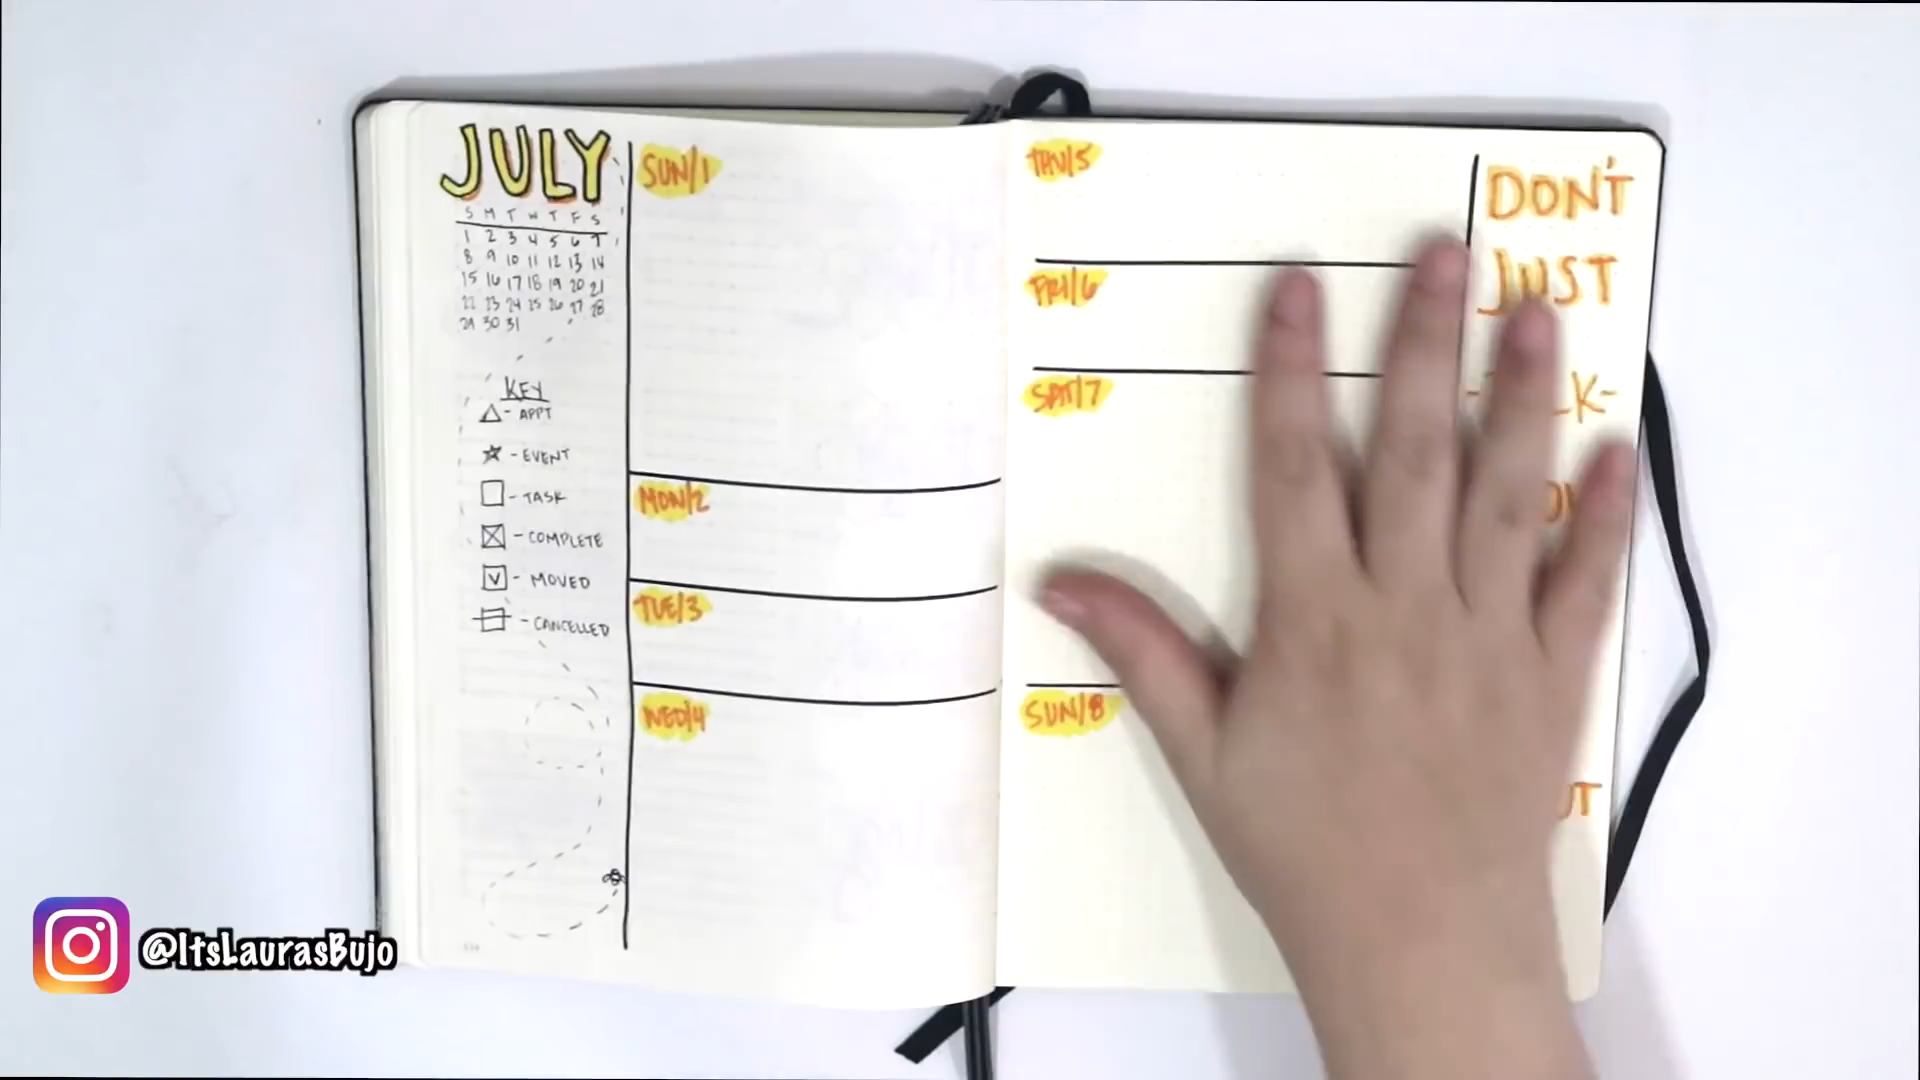 JULY
S M T W T F S
1 2 3 4 5 6 7
8 9 10 11 12 13 14
15 16 17 18 19 20 21
22 23 24 25 26 27 28
29 30 31
KEY
- APPT
- EVENT
- TASK
- COMPLETE
V - MOVED
- CANCELLED
SUN/1
MON/2
TUE/3
WED/4
THU/5
FRI/6
SAT/7
SUN/8
DON'T
JUST
@ItsLaurasBujo